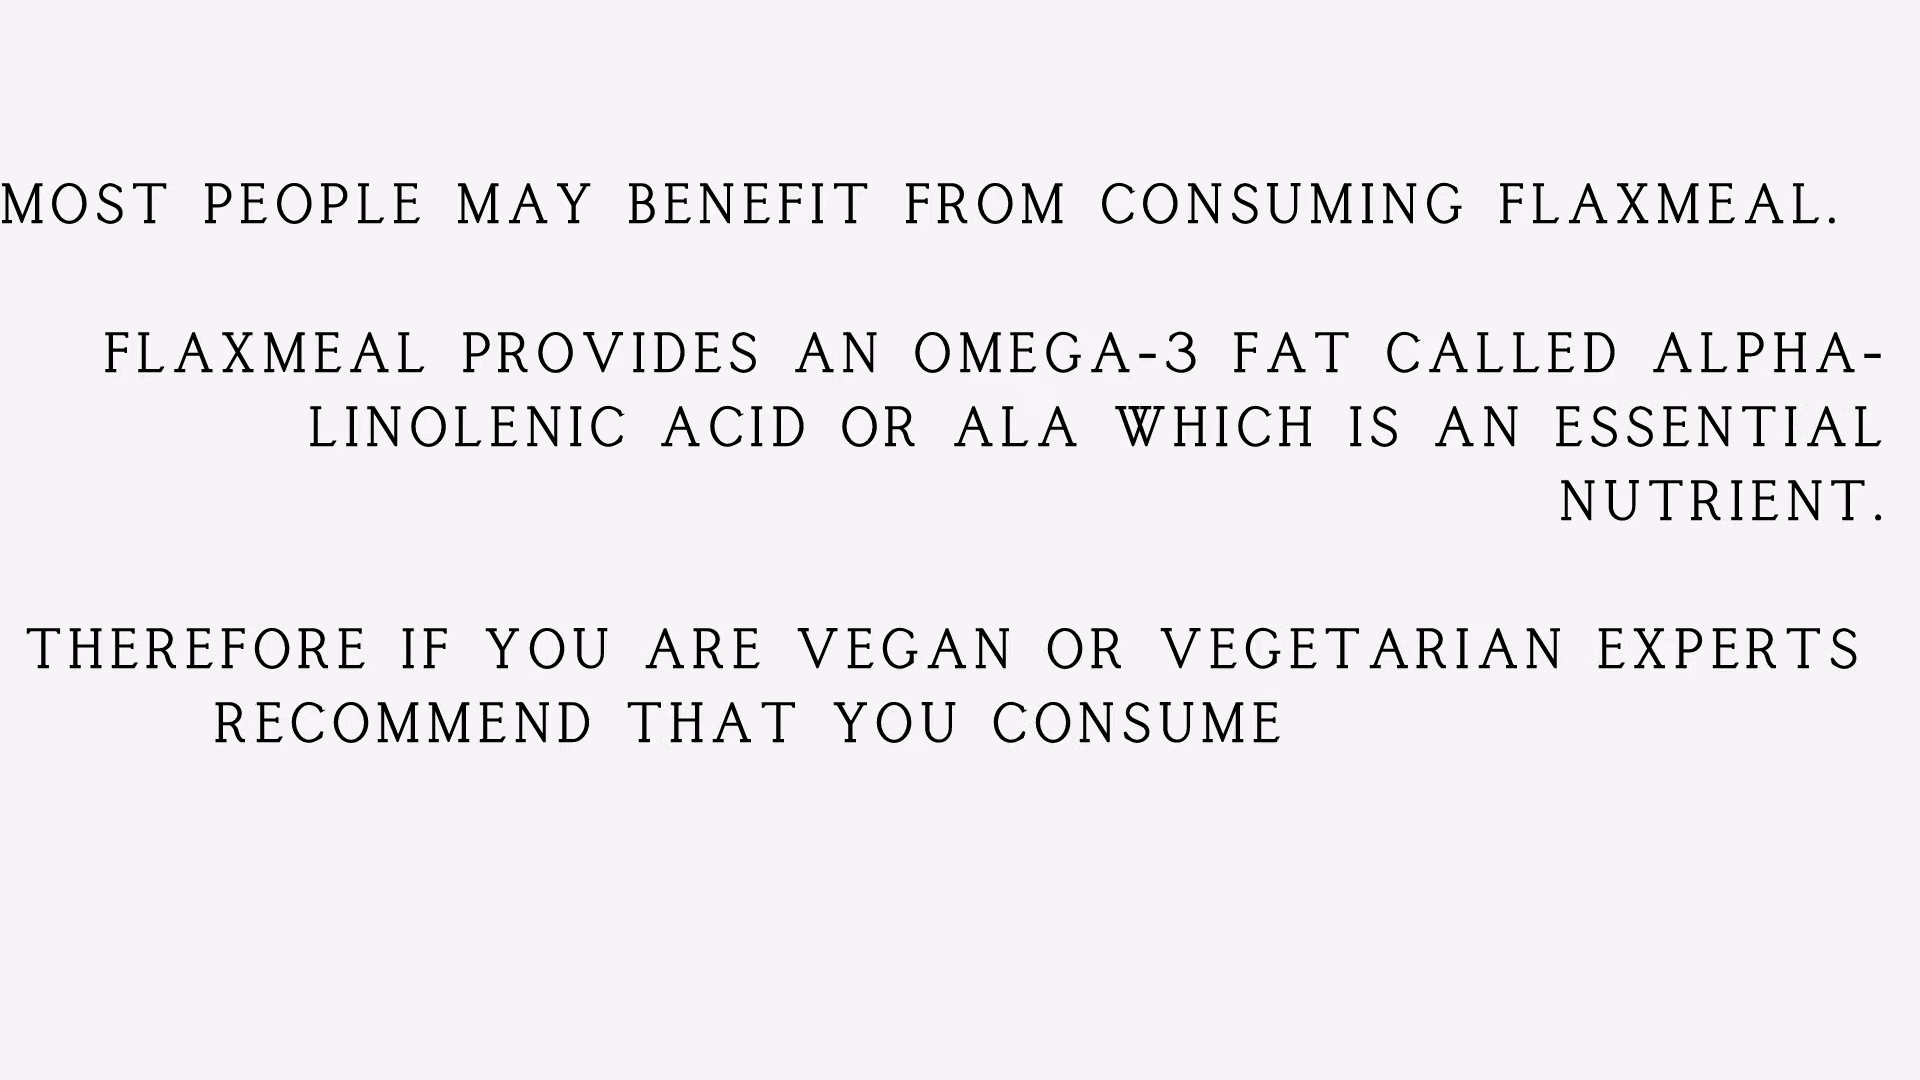 MOST PEOPLE MAY BENEFIT FROM CONSUMING FLAXMEAL.
FLAXMEAL PROVIDES AN OMEGA-3 FAT CALLED ALPHA-
LINOLENIC ACID OR ALA WHICH IS AN ESSENTIAL
NUTRIENT.
THEREFORE IF YOU ARE VEGAN OR VEGETARIAN EXPERTS
RECOMMEND THAT YOU CONSUME